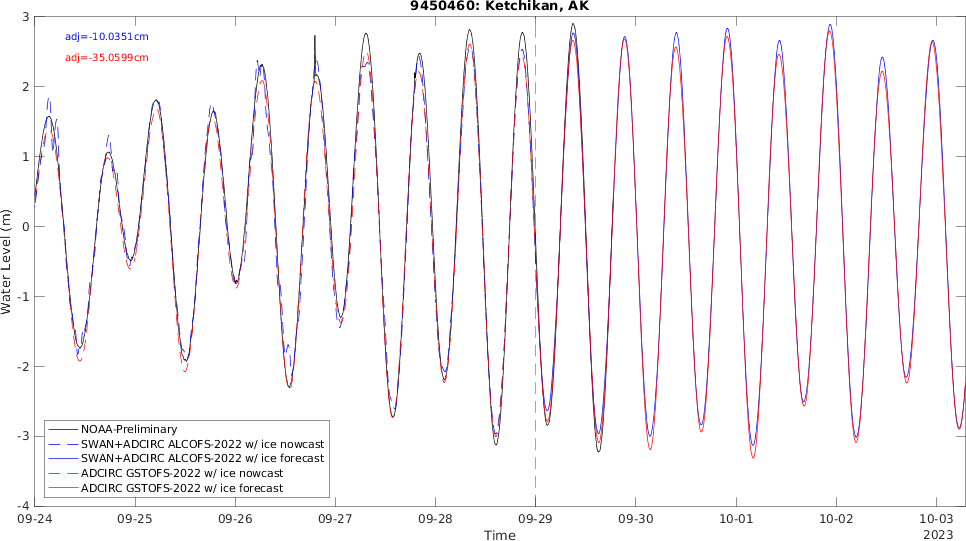 9450460: Ketchikan, AK
adj=-10.0351cm
adj=-35.0599cm
3
2
1
0
-1
-2
-3
-4
Water Level (m)
NOAA-Preliminary
SWAN+ADCIRC ALCOFS-2022 w/ ice nowcast
SWAN+ADCIRC ALCOFS-2022 w/ ice forecast
ADCIRC GSTOFS-2022 w/ ice nowcast
ADCIRC GSTOFS-2022 w/ ice forecast
09-24 09-25 09-26 09-27 09-28 09-29 09-30 10-01 10-02 10-03
Time
2023